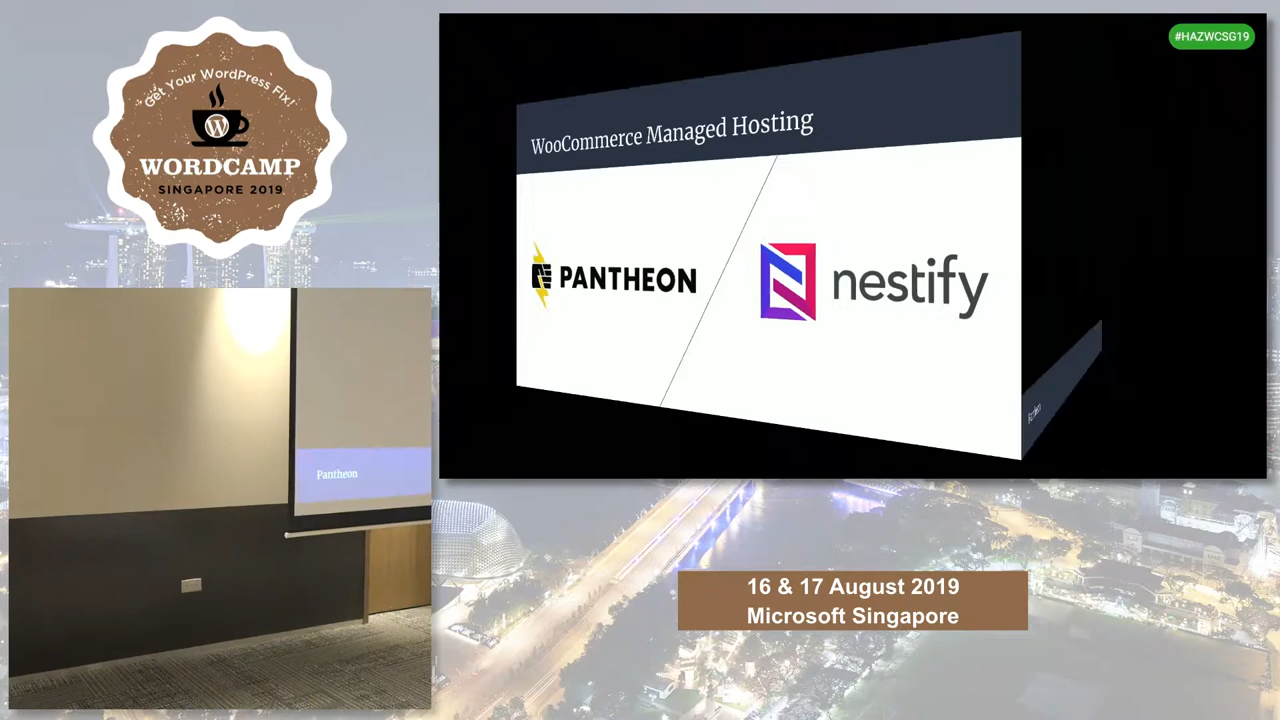 Get Your WordPress Fix!
WORDCAMP
SINGAPORE 2019
#HAZWCSG19
WooCommerce Managed Hosting
PANTHEON
nestify
Pantheon
16 & 17 August 2019
Microsoft Singapore